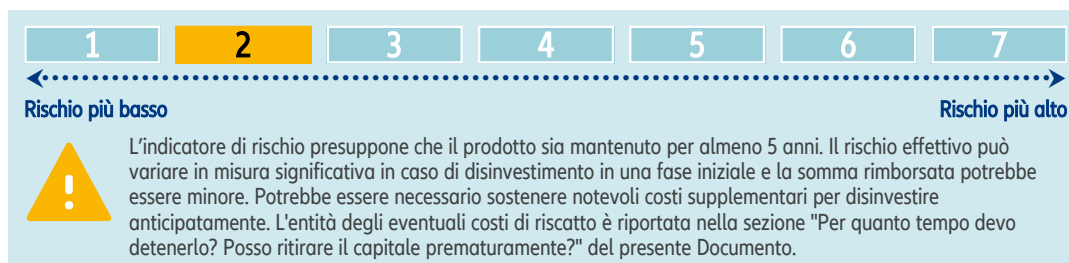 1 2 3 4 5 6 7
Rischio più basso Rischio più alto
L'indicatore di rischio presuppone che il prodotto sia mantenuto per almeno 5 anni. Il rischio effettivo può
variare in misura significativa in caso di disinvestimento in una fase iniziale e la somma rimborsata potrebbe
essere minore. Potrebbe essere necessario sostenere notevoli costi supplementari per disinvestire
anticipatamente. L'entità degli eventuali costi di riscatto è riportata nella sezione "Per quanto tempo devo
detenerlo? Posso ritirare il capitale prematuramente?" del presente Documento.